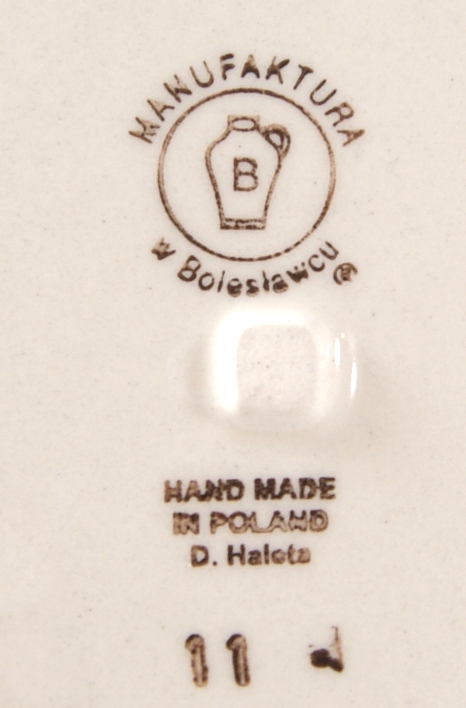 MANUFAKTURA
B
w Bolesławcu ®
HAND MADE
IN POLAND
D. Haleta
11